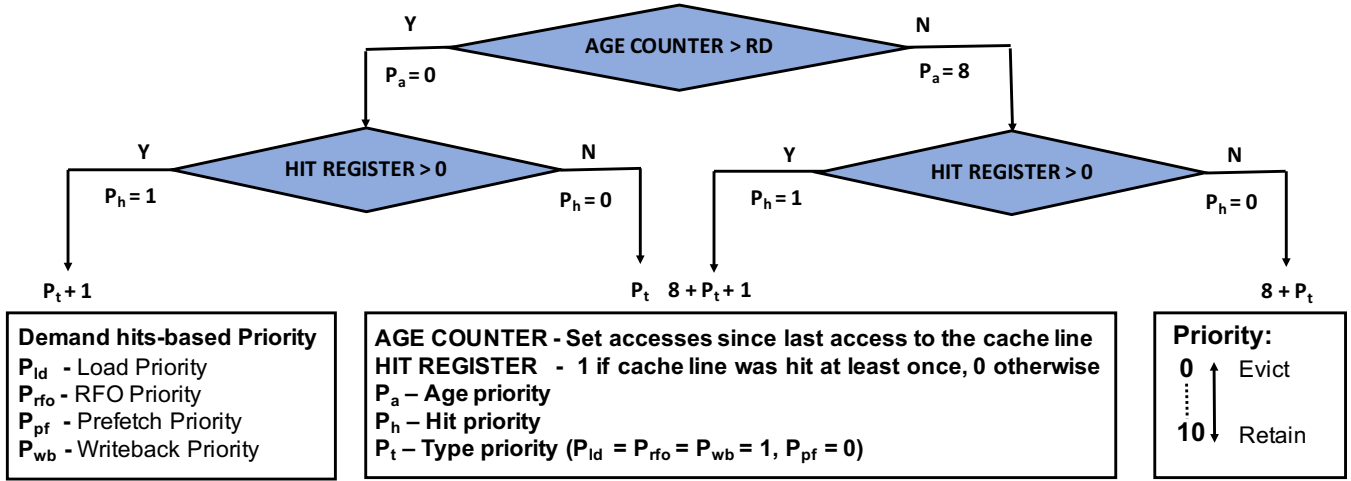 Y
AGE COUNTER > RD
N
Pa = 0
Pa = 8
Y
HIT REGISTER > 0
N
Y
HIT REGISTER > 0
N
Ph = 1
Ph = 0
Ph = 1
Ph = 0
Pt + 1
Pt
8 + Pt + 1
8 + Pt
Demand hits-based Priority
Pld - Load Priority
Prfo - RFO Priority
Ppf - Prefetch Priority
Pwb - Writeback Priority
AGE COUNTER - Set accesses since last access to the cache line
HIT REGISTER - 1 if cache line was hit at least once, 0 otherwise
Pa – Age priority
Ph – Hit priority
Pt – Type priority (Pld = Prfo = Pwb = 1, Ppf = 0)
Priority:
0 Evict
10 Retain